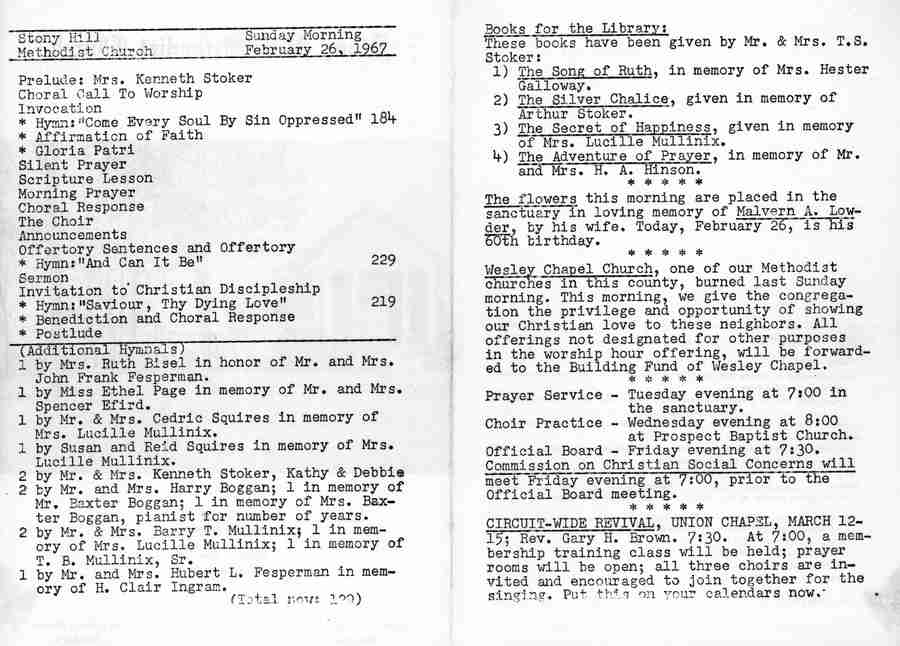 Stony Hill Sunday Morning
Methodist Church February 26, 1967
Prelude: Mrs. Kenneth Stoker
Choral Call To Worship
Invocation
* Hymn:"Come Every Soul By Sin Oppressed" 184
* Affirmation of Faith
* Gloria Patri
Silent Prayer
Scripture Lesson
Morning Prayer
Choral Response
The Choir
Announcements
Offertory Sentences and Offertory
* Hymn:"And Can It Be" 229
Sermon
Invitation to Christian Discipleship
* Hymn:"Saviour, Thy Dying Love" 219
* Benediction and Choral Response
* Postlude
(Additional Hymnals)
1 by Mrs. Ruth Bisel in honor of Mr. and Mrs.
John Frank Fesperman.
1 by Miss Ethel Page in memory of Mr. and Mrs.
Spencer Efird.
1 by Mr. & Mrs. Cedric Squires in memory of
Mrs. Lucille Mullinix.
1 by Susan and Reid Squires in memory of Mrs.
Lucille Mullinix.
2 by Mr. & Mrs. Kenneth Stoker, Kathy & Debbie
2 by Mr. and Mrs. Harry Boggan; 1 in memory of
Mr. Baxter Boggan; 1 in memory of Mrs. Bax-
ter Boggan, pianist for number of years.
2 by Mr. & Mrs. Barry T. Mullinix; 1 in mem-
ory of Mrs. Lucille Mullinix; 1 in memory of
T. B. Mullinix, Sr.
1 by Mr. and Mrs. Hubert L. Fesperman in mem-
ory of H. Clair Ingram.
(Total now:
Books for the Library:
These books have been given by Mr. & Mrs. T.S.
Stoker:
1) The Song of Ruth, in memory of Mrs. Hester
Galloway.
2) The Silver Chalice, given in memory of
Arthur Stoker.
3) The Secret of Happiness, given in memory
of Mrs. Lucille Mullinix.
4) The Adventure of Prayer, in memory of Mr.
and Mrs. H. A. Hinson.
* * * * *
The flowers this morning are placed in the
sanctuary in loving memory of Malvern A. Low-
der, by his wife. Today, February 26, is his
60th birthday.
* * * * *
Wesley Chapel Church, one of our Methodist
churches in this county, burned last Sunday
morning. This morning, we give the congrega-
tion the privilege and opportunity of showing
our Christian love to these neighbors. All
offerings not designated for other purposes
in the worship hour offering, will be forward-
ed to the Building Fund of Wesley Chapel.
* * * * *
Prayer Service - Tuesday evening at 7:00 in
the sanctuary.
Choir Practice - Wednesday evening at 8:00
at Prospect Baptist Church.
Official Board - Friday evening at 7:30.
Commission on Christian Social Concerns will
meet Friday evening at 7:00, prior to the
Official Board meeting.
* * * * *
CIRCUIT-WIDE REVIVAL, UNION CHAPEL, MARCH 12-
15; Rev. Gary H. Brown. 7:30. At 7:00, a mem-
bership training class will be held; prayer
rooms will be open; all three choirs are in-
vited and encouraged to join together for the
singing. Put this on your calendars now.